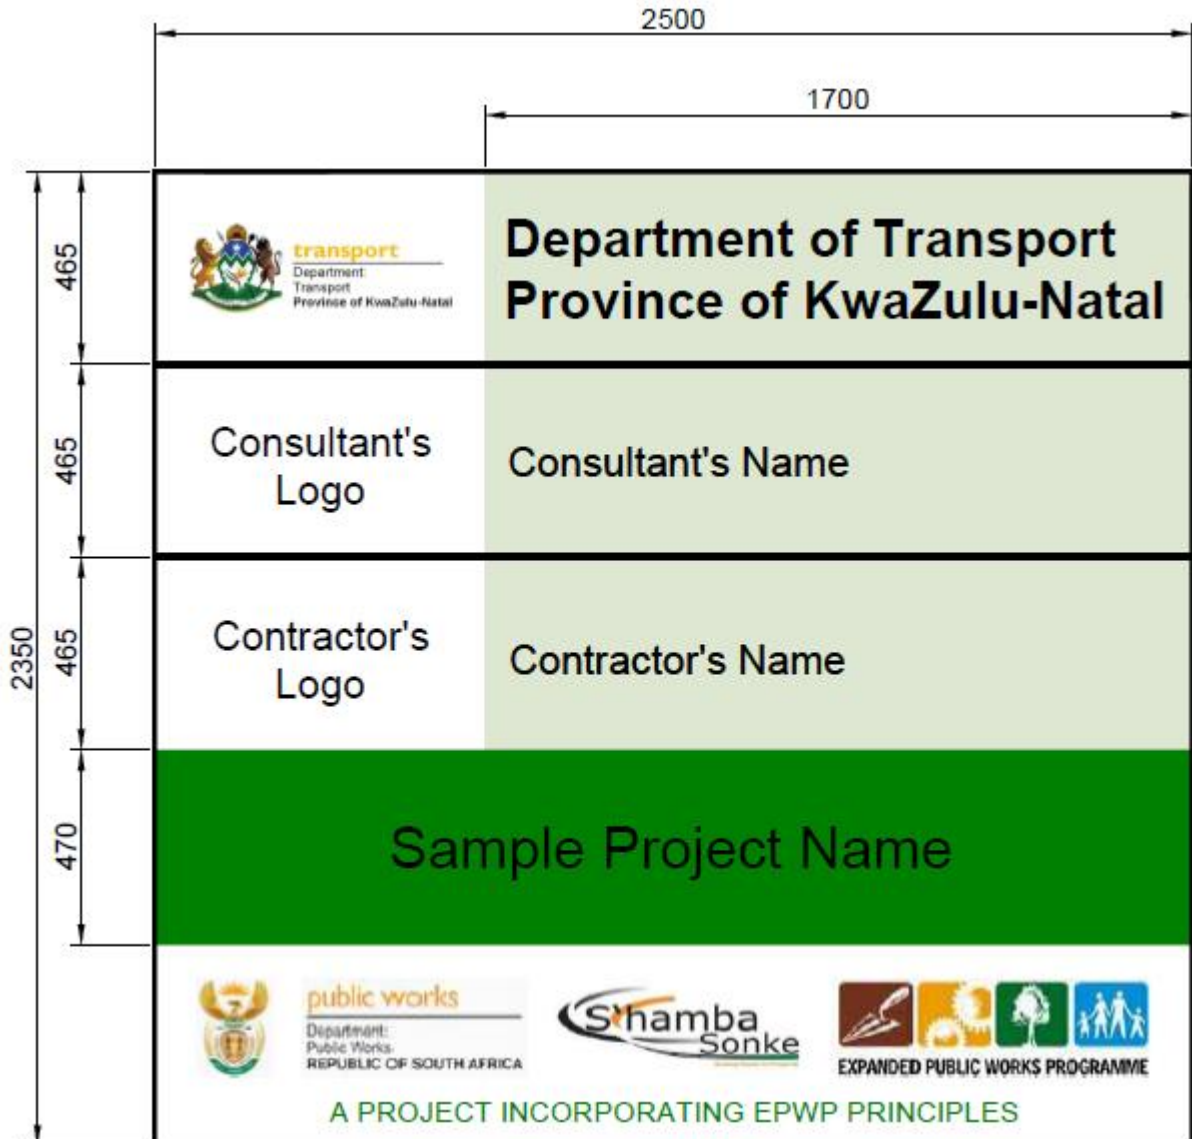 2500
1700
465
transport
Department
Transport
Province of KwaZulu-Natal
Department of Transport
Province of KwaZulu-Natal
465
Consultant's
Logo
Consultant's Name
2350
465
Contractor's
Logo
Contractor's Name
470
Sample Project Name
public works
Department:
Public Works
REPUBLIC OF SOUTH AFRICA
S'hamba
Sonke
EXPANDED PUBLIC WORKS PROGRAMME
A PROJECT INCORPORATING EPWP PRINCIPLES